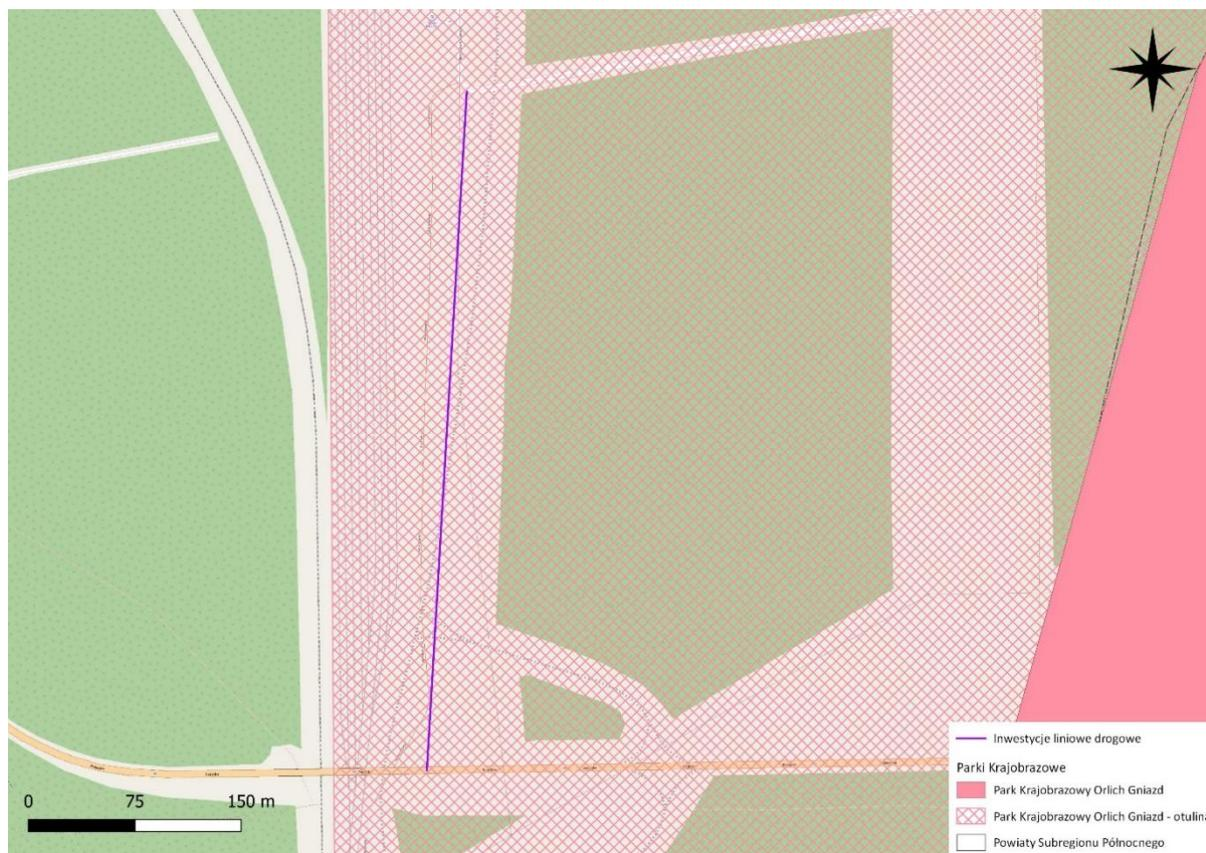 0 75 150 m
Inwestycje liniowe drogowe
Parki Krajobrazowe
Park Krajobrazowy Orlich Gniazd
Park Krajobrazowy Orlich Gniazd - otulina
Powiaty Subregionu Północnego